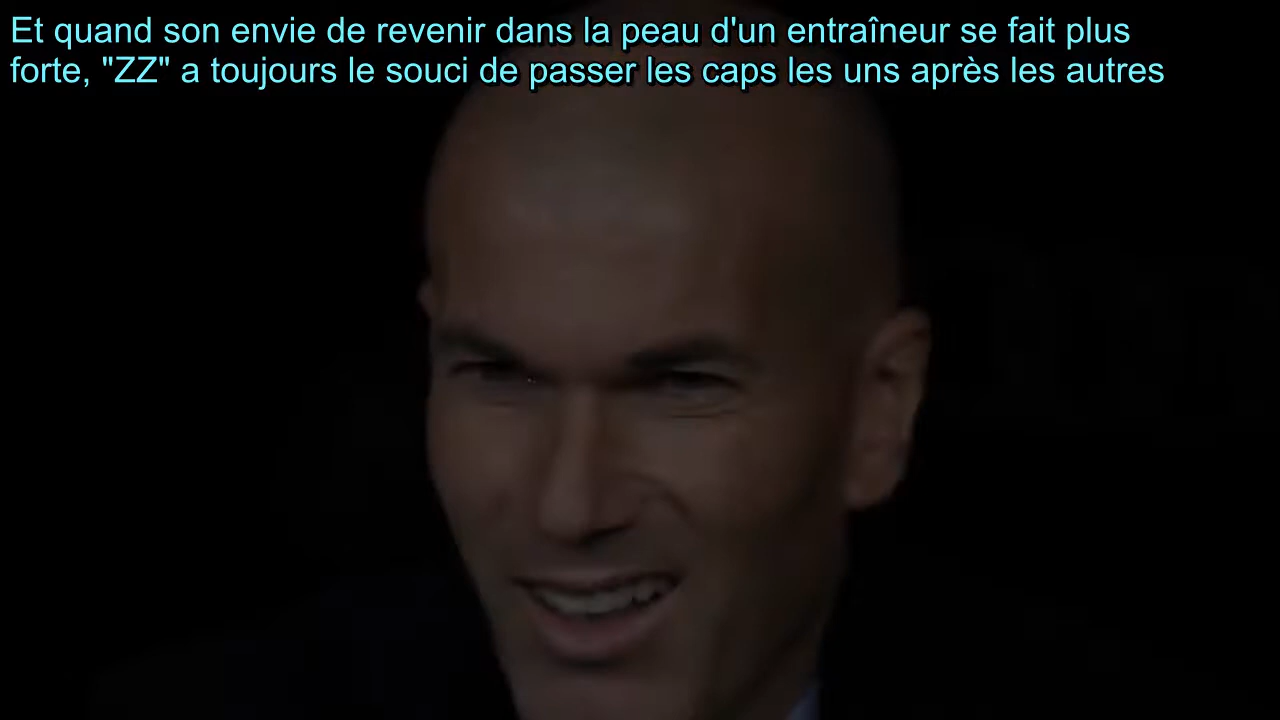 Et quand son envie de revenir dans la peau d'un entraîneur se fait plus
forte, "ZZ" a toujours le souci de passer les caps les uns après les autres